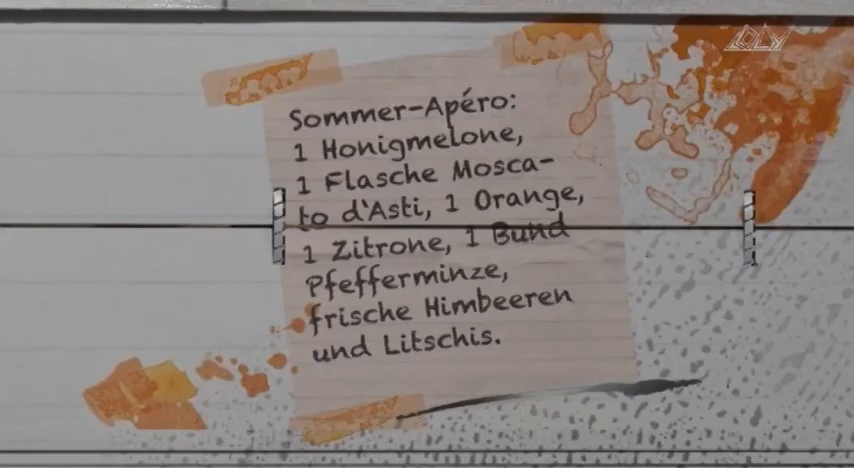 Sommer-Apéro:
1 Honigmelone,
1 Flasche Mosca-
to d'Asti, 1 Orange,
1 Zitrone, 1 Bund
Pfefferminze,
frische Himbeeren
und Litschis.